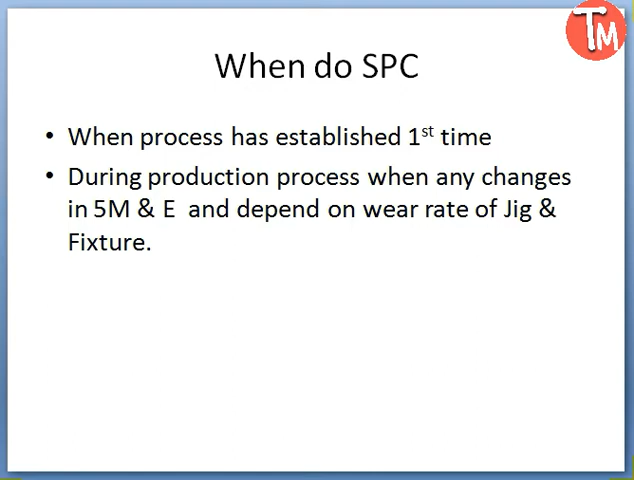 TM
When do SPC
• When process has established 1st time
• During production process when any changes
in 5M & E  and depend on wear rate of Jig &
Fixture.